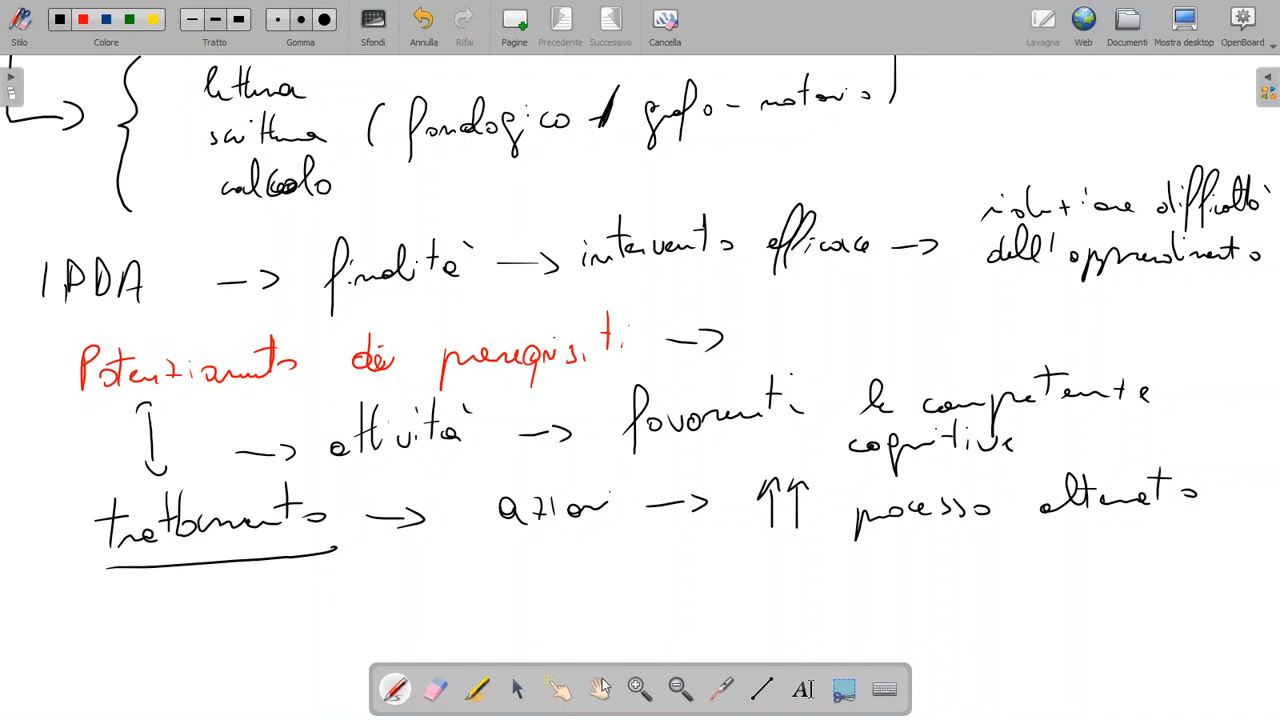 Stilo Colore Tratto Gomma Sfondi Annulla Rifai Pagine Precedente Successivo Cancella Lavagna Web Documenti Mostra desktop OpenBoard
lettura
scrittura ( fonologico / grafo-motorio )
calcolo
IPDA → finalità → intervento efficace → riduzione difficoltà
dell'apprendimento
Potenziamento dei prerequisiti →
→ attività → favorenti le competenze
cognitive
trattamento → azioni → ↑↑ processo alterato